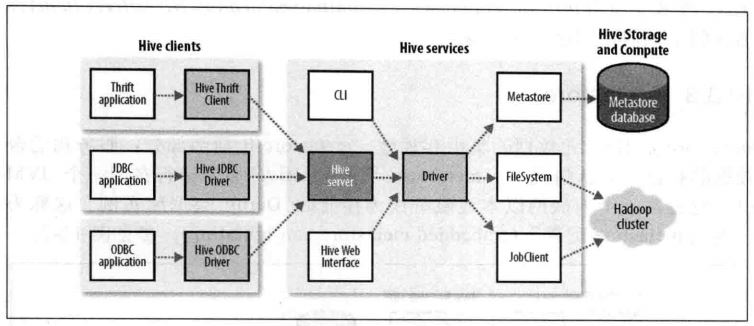 Hive clients
Hive services
Hive Storage
and Compute
Thrift
application
Hive Thrift
Client
CLI
Metastore
Metastore
database
JDBC
application
Hive JDBC
Driver
Hive
server
Driver
FileSystem
Hadoop
cluster
ODBC
application
Hive ODBC
Driver
Hive Web
Interface
JobClient